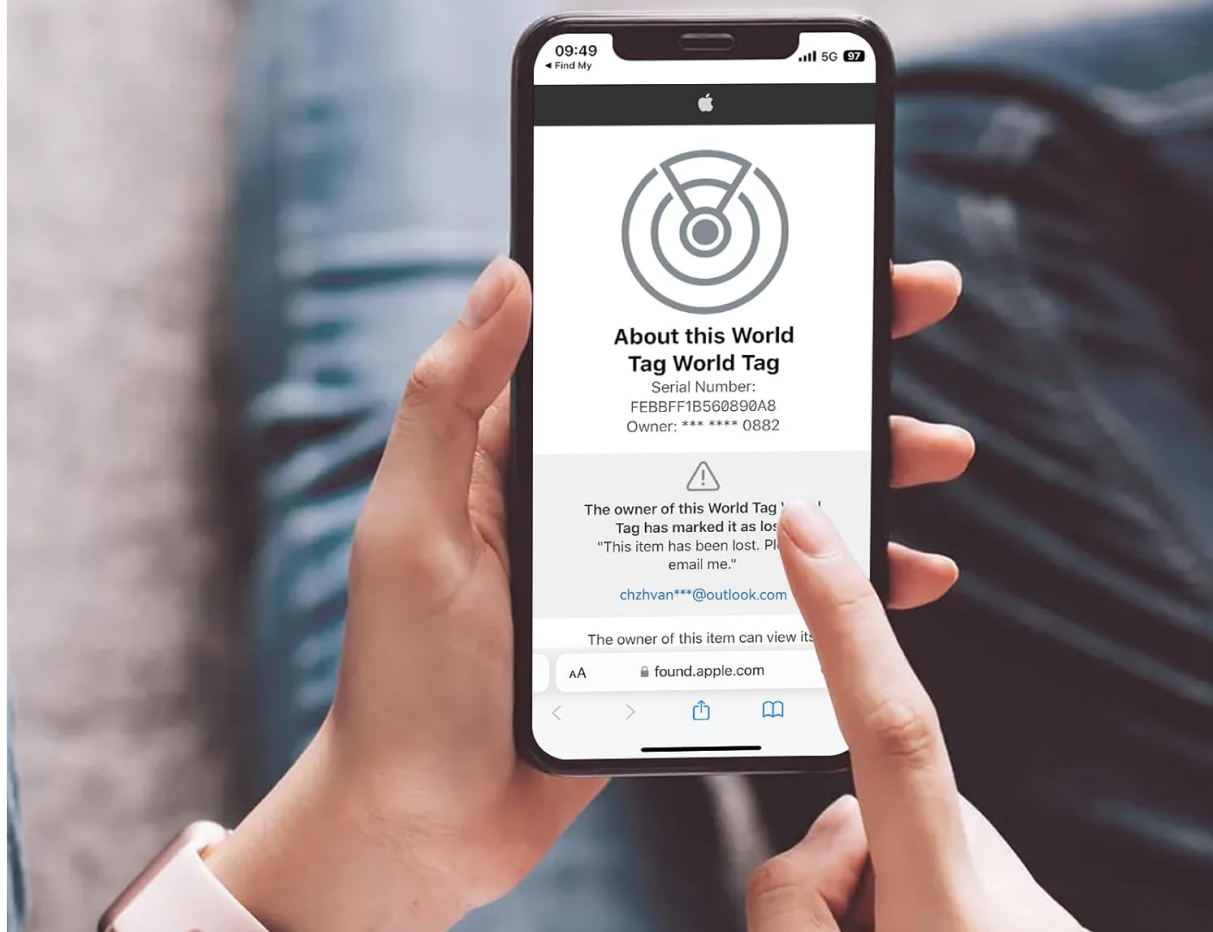 09:49
5G 97
◀ Find My
About this World
Tag World Tag
Serial Number:
FEBBFF1B560890A8
Owner: *** **** 0882
The owner of this World Tag
Tag has marked it as
"This item has been lost.
email me."
chzhvan***@outlook.com
The owner of this item can view its
AA found.apple.com